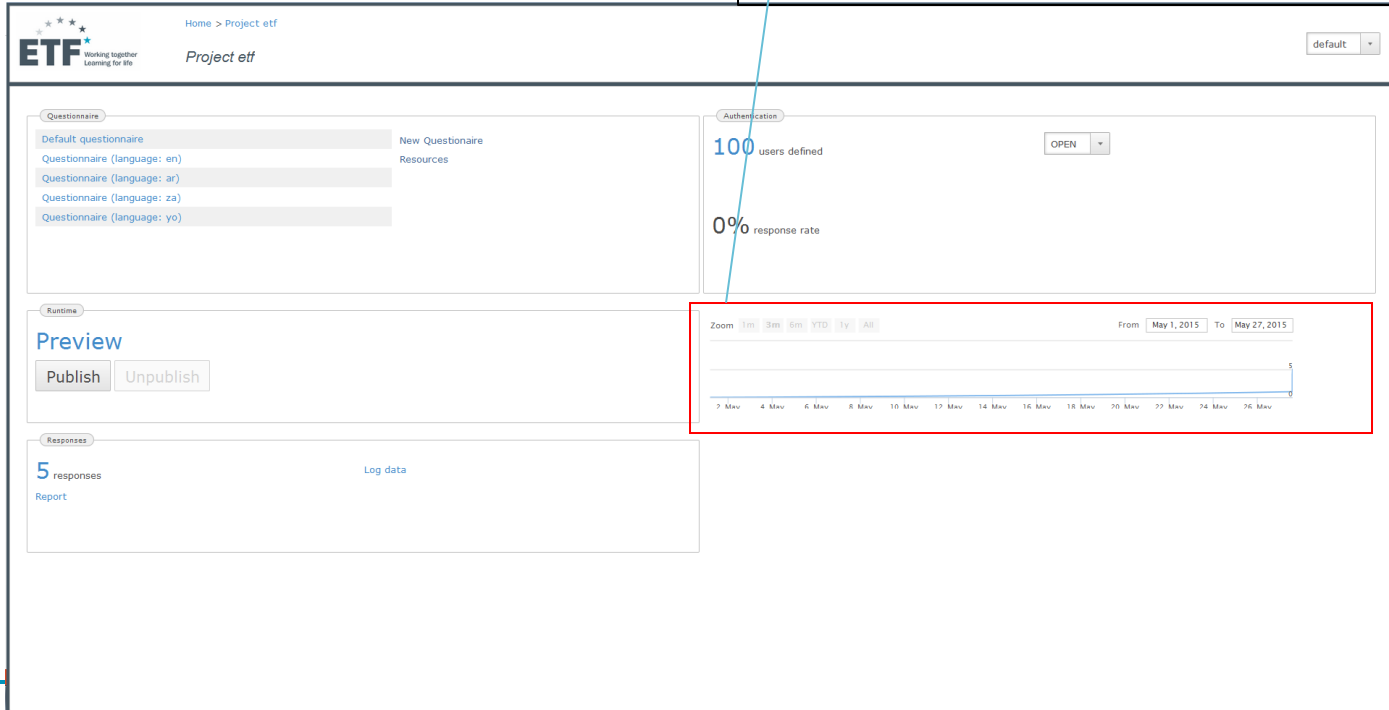 ETF Working together
Learning for life
Home > Project etf
Project etf
default
Questionnaire
Default questionnaire
Questionnaire (language: en)
Questionnaire (language: ar)
Questionnaire (language: za)
Questionnaire (language: yo)
New Questionaire
Resources
Authentication
100 users defined
OPEN
0% response rate
Runtime
Preview
Publish Unpublish
Zoom 1m 3m 6m YTD 1y All From May 1, 2015 To May 27, 2015
5
0
2. May 4. May 6. May 8. May 10. May 12. May 14. May 16. May 18. May 20. May 22. May 24. May 26. May
Responses
5 responses
Log data
Report